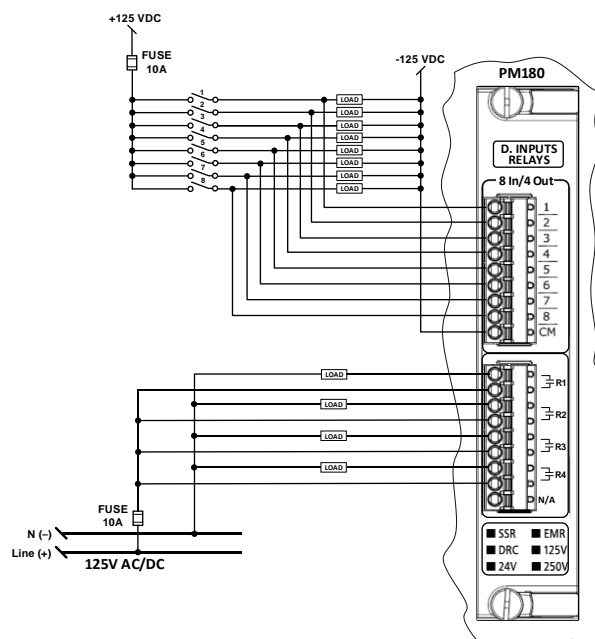 +125 VDC
FUSE
10A
-125 VDC
PM180
1
2
3
4
5
6
7
8
LOAD
LOAD
LOAD
LOAD
LOAD
LOAD
LOAD
LOAD
D. INPUTS
RELAYS
8 In/4 Out
1
2
3
4
5
6
7
8
CM
LOAD
R1
LOAD
R2
LOAD
R3
LOAD
R4
N/A
FUSE
10A
N (–)
Line (+)
125V AC/DC
SSR EMR
DRC 125V
24V 250V